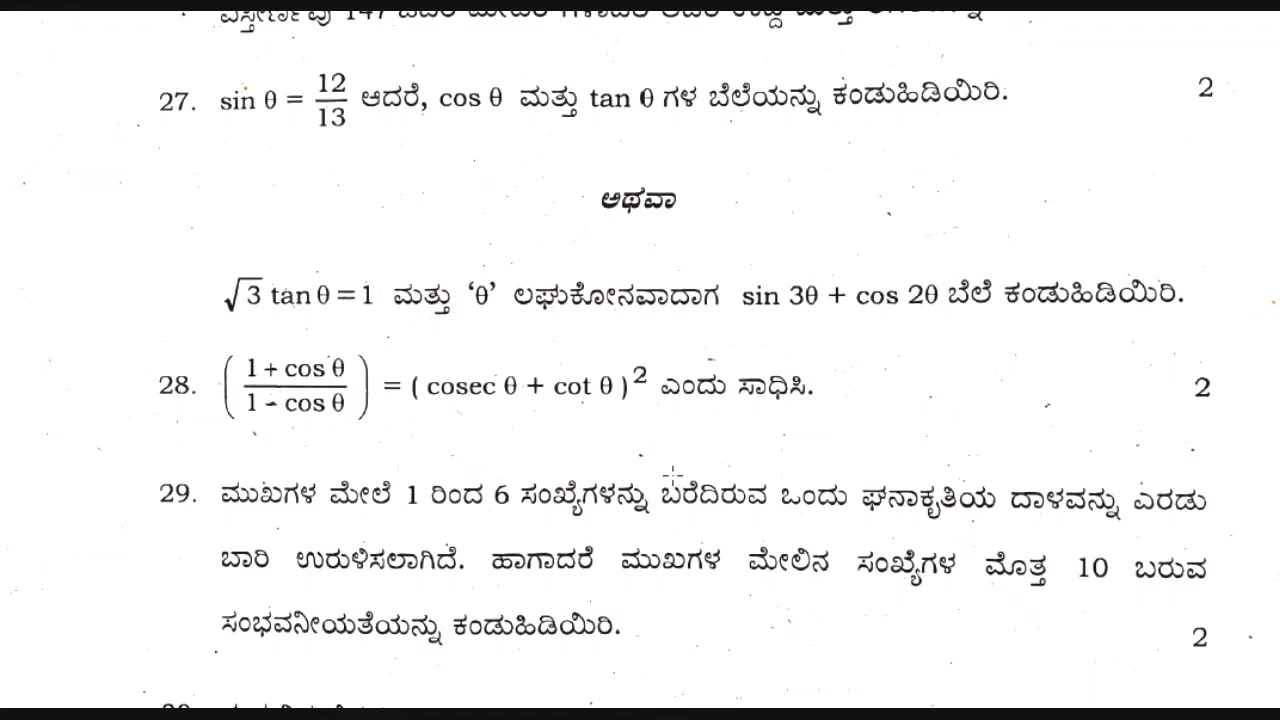 27. sin θ = 12/13 ಆದರೆ, cos θ ಮತ್ತು tan θ ಗಳ ಬೆಲೆಯನ್ನು ಕಂಡುಹಿಡಿಯಿರಿ. 2
ಅಥವಾ
√3 tan θ = 1 ಮತ್ತು ‘θ’ ಲಘುಕೋನವಾದಾಗ sin 3θ + cos 2θ ಬೆಲೆ ಕಂಡುಹಿಡಿಯಿರಿ.
28. ( 1 + cos θ / 1 - cos θ ) = ( cosec θ + cot θ )² ಎಂದು ಸಾಧಿಸಿ. 2
29. ಮುಖಗಳ ಮೇಲೆ 1 ರಿಂದ 6 ಸಂಖ್ಯೆಗಳನ್ನು ಬರೆದಿರುವ ಒಂದು ಘನಾಕೃತಿಯ ದಾಳವನ್ನು ಎರಡು
ಬಾರಿ ಉರುಳಿಸಲಾಗಿದೆ. ಹಾಗಾದರೆ ಮುಖಗಳ ಮೇಲಿನ ಸಂಖ್ಯೆಗಳ ಮೊತ್ತ 10 ಬರುವ
ಸಂಭವನೀಯತೆಯನ್ನು ಕಂಡುಹಿಡಿಯಿರಿ. 2